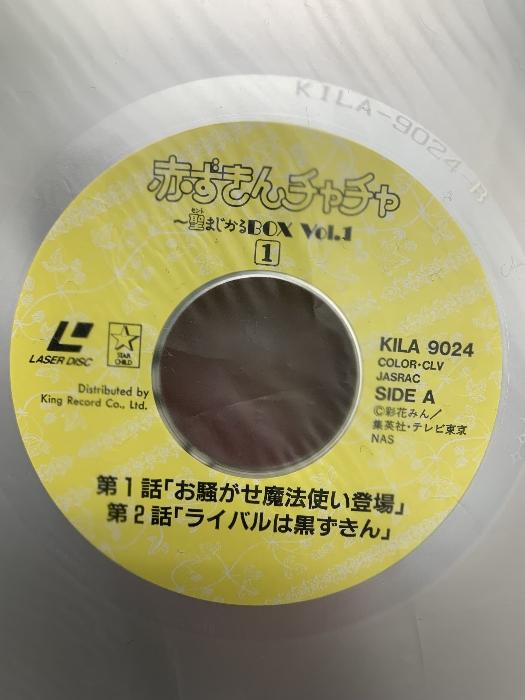 KILA-9024-B
赤ずきんチャチャ
セント
～聖まじかるBOX Vol.1
1
LASER DISC
STAR
CHILD
Distributed by
King Record Co., Ltd.
KILA 9024
COLOR・CLV
JASRAC
SIDE A
©彩花みん／
集英社・テレビ東京
NAS
第1話「お騒がせ魔法使い登場」
第2話「ライバルは黒ずきん」